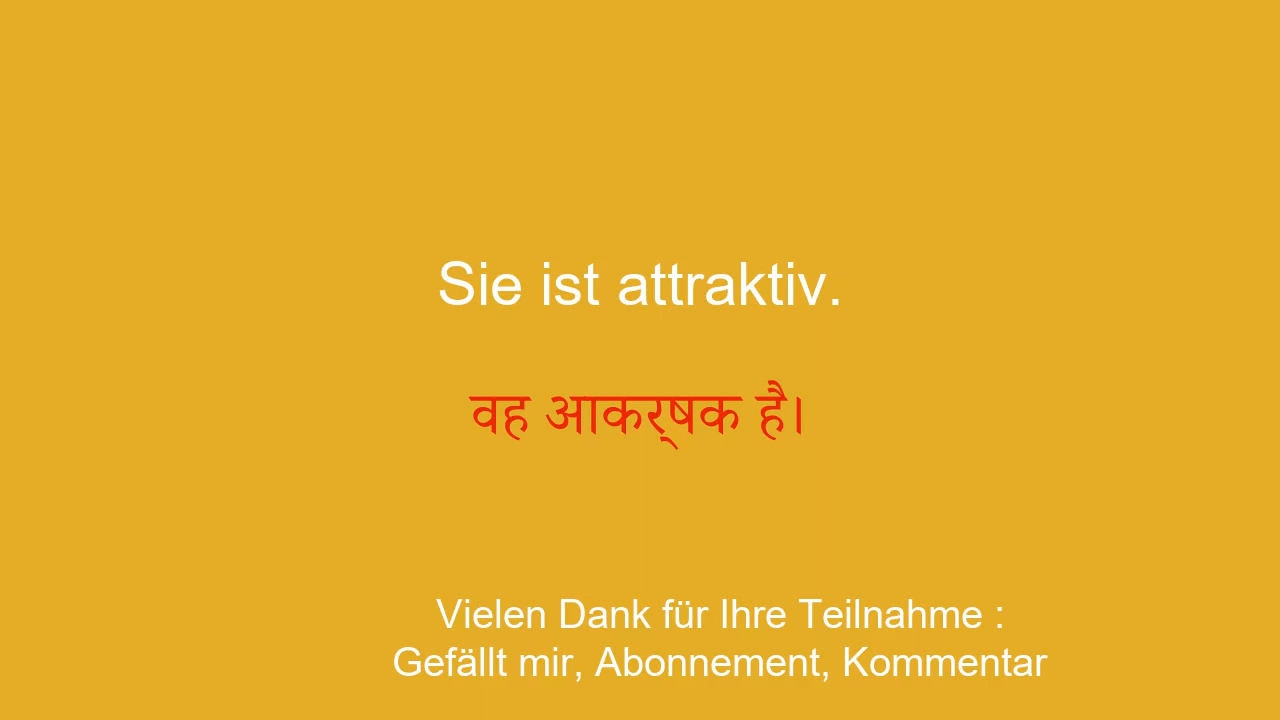 Sie ist attraktiv.
वह आकर्षक है।
Vielen Dank für Ihre Teilnahme :
Gefällt mir, Abonnement, Kommentar